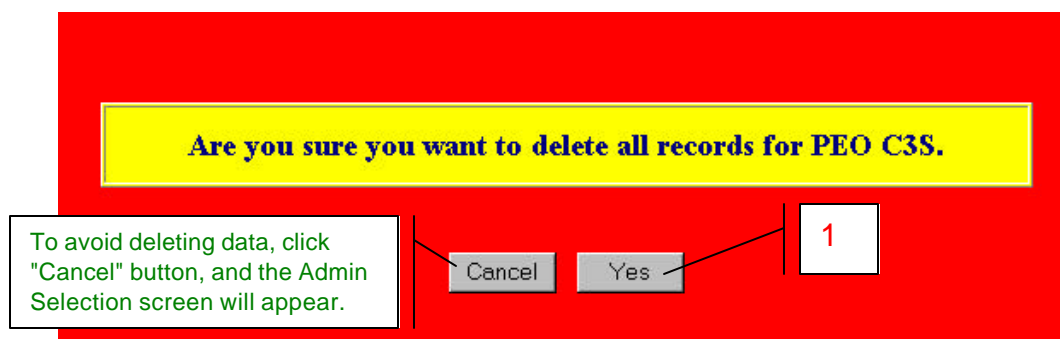 Are you sure you want to delete all records for PEO C3S.
To avoid deleting data, click
"Cancel" button, and the Admin
Selection screen will appear.
1
Cancel
Yes